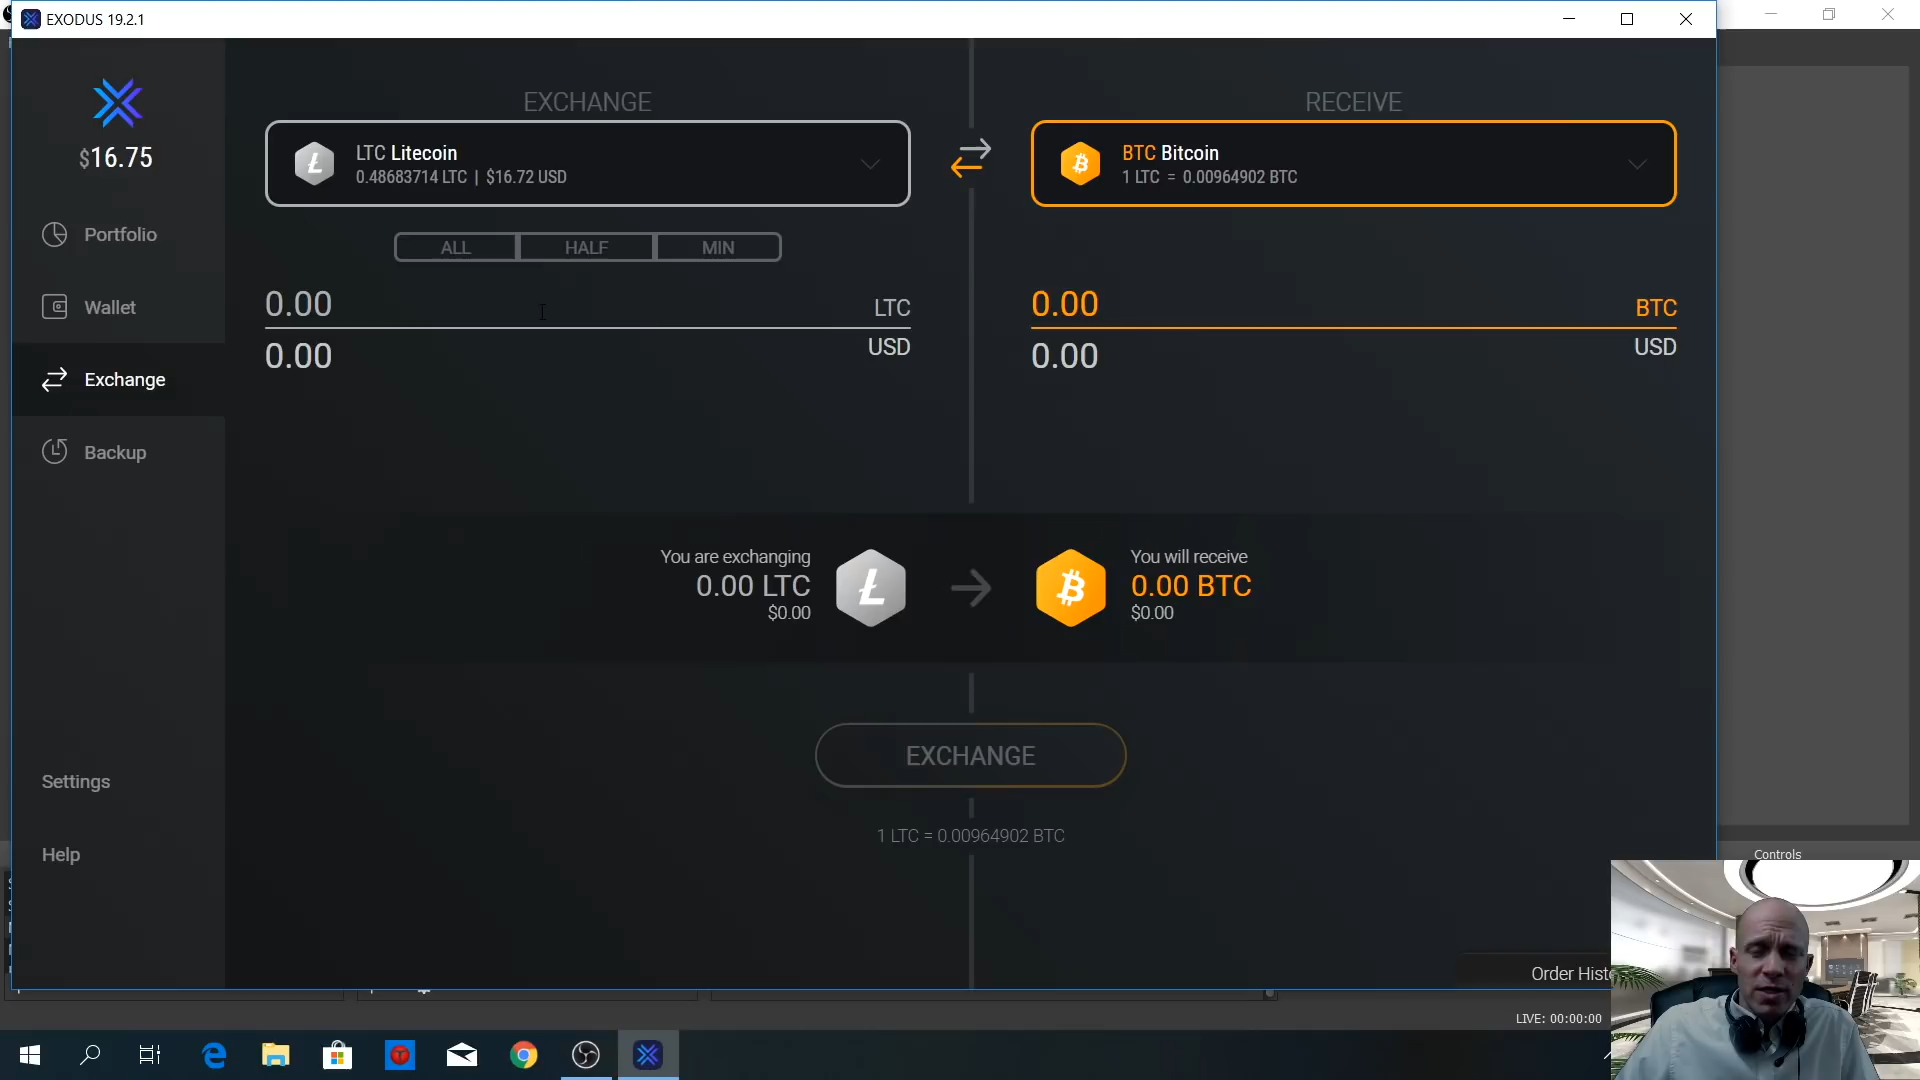 EXODUS 19.2.1
$16.75
Portfolio
Wallet
Exchange
Backup
Settings
Help
EXCHANGE
LTC Litecoin
0.48683714 LTC | $16.72 USD
ALL HALF MIN
0.00 LTC
0.00 USD
RECEIVE
BTC Bitcoin
1 LTC = 0.00964902 BTC
0.00 BTC
0.00 USD
You are exchanging
0.00 LTC
$0.00
You will receive
0.00 BTC
$0.00
EXCHANGE
1 LTC = 0.00964902 BTC
Order Histo
Controls
LIVE: 00:00:00